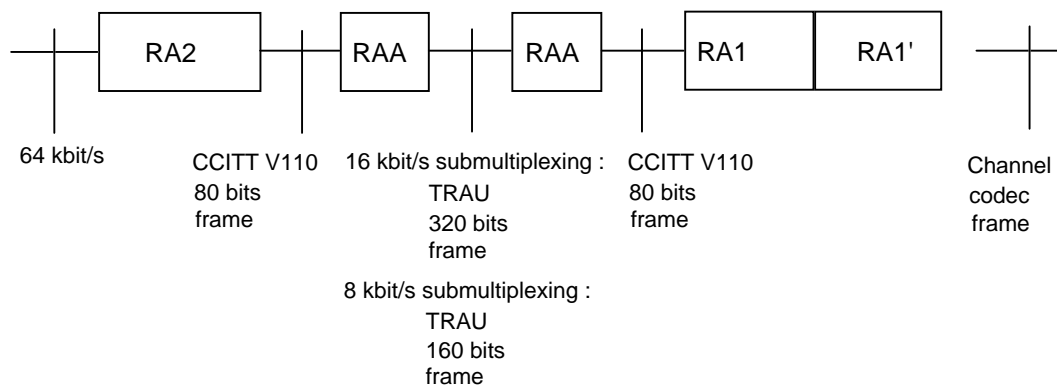 RA2
RAA
RAA
RA1
RA1'
64 kbit/s
CCITT V110
80 bits
frame
16 kbit/s submultiplexing :
TRAU
320 bits
frame
8 kbit/s submultiplexing :
TRAU
160 bits
frame
CCITT V110
80 bits
frame
Channel
codec
frame